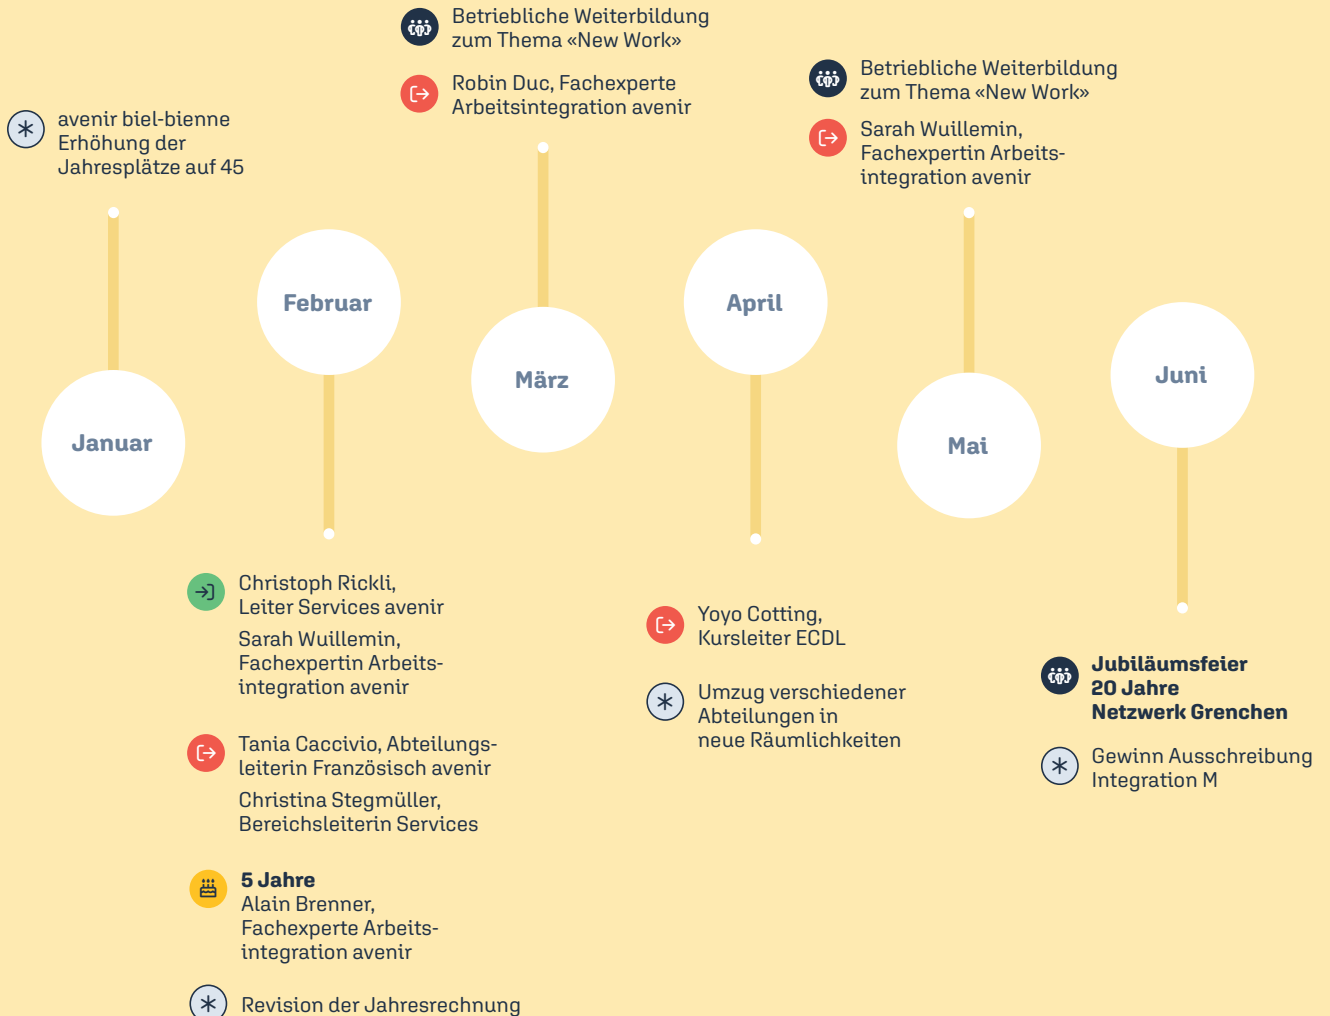 avenir biel-bienne
Erhöhung der
Jahresplätze auf 45
Januar
Februar
Christoph Rickli,
Leiter Services avenir
Sarah Wuillemin,
Fachexpertin Arbeits-
integration avenir
Tania Caccivio, Abteilungs-
leiterin Französisch avenir
Christina Stegmüller,
Bereichsleiterin Services
5 Jahre
Alain Brenner,
Fachexperte Arbeits-
integration avenir
Revision der Jahresrechnung
Betriebliche Weiterbildung
zum Thema «New Work»
Robin Duc, Fachexperte
Arbeitsintegration avenir
März
April
Yoyo Cotting,
Kursleiter ECDL
Umzug verschiedener
Abteilungen in
neue Räumlichkeiten
Betriebliche Weiterbildung
zum Thema «New Work»
Sarah Wuillemin,
Fachexpertin Arbeits-
integration avenir
Mai
Juni
Jubiläumsfeier
20 Jahre
Netzwerk Grenchen
Gewinn Ausschreibung
Integration M